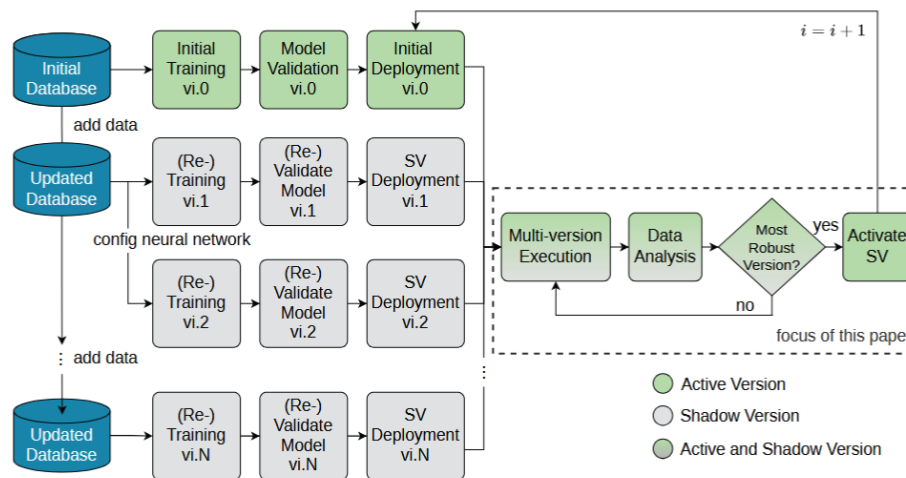 Initial
Database
Initial
Training
vi.0
Model
Validation
vi.0
Initial
Deployment
vi.0
i = i + 1
add data
Updated
Database
(Re-)
Training
vi.1
(Re-)
Validate
Model
vi.1
SV
Deployment
vi.1
config neural network
(Re-)
Training
vi.2
(Re-)
Validate
Model
vi.2
SV
Deployment
vi.2
Multi-version
Execution
Data
Analysis
Most
Robust
Version?
yes
Activate
SV
no
focus of this pape
⋮ add data
⋮
Updated
Database
(Re-)
Training
vi.N
(Re-)
Validate
Model
vi.N
SV
Deployment
vi.N
Active Version
Shadow Version
Active and Shadow Version